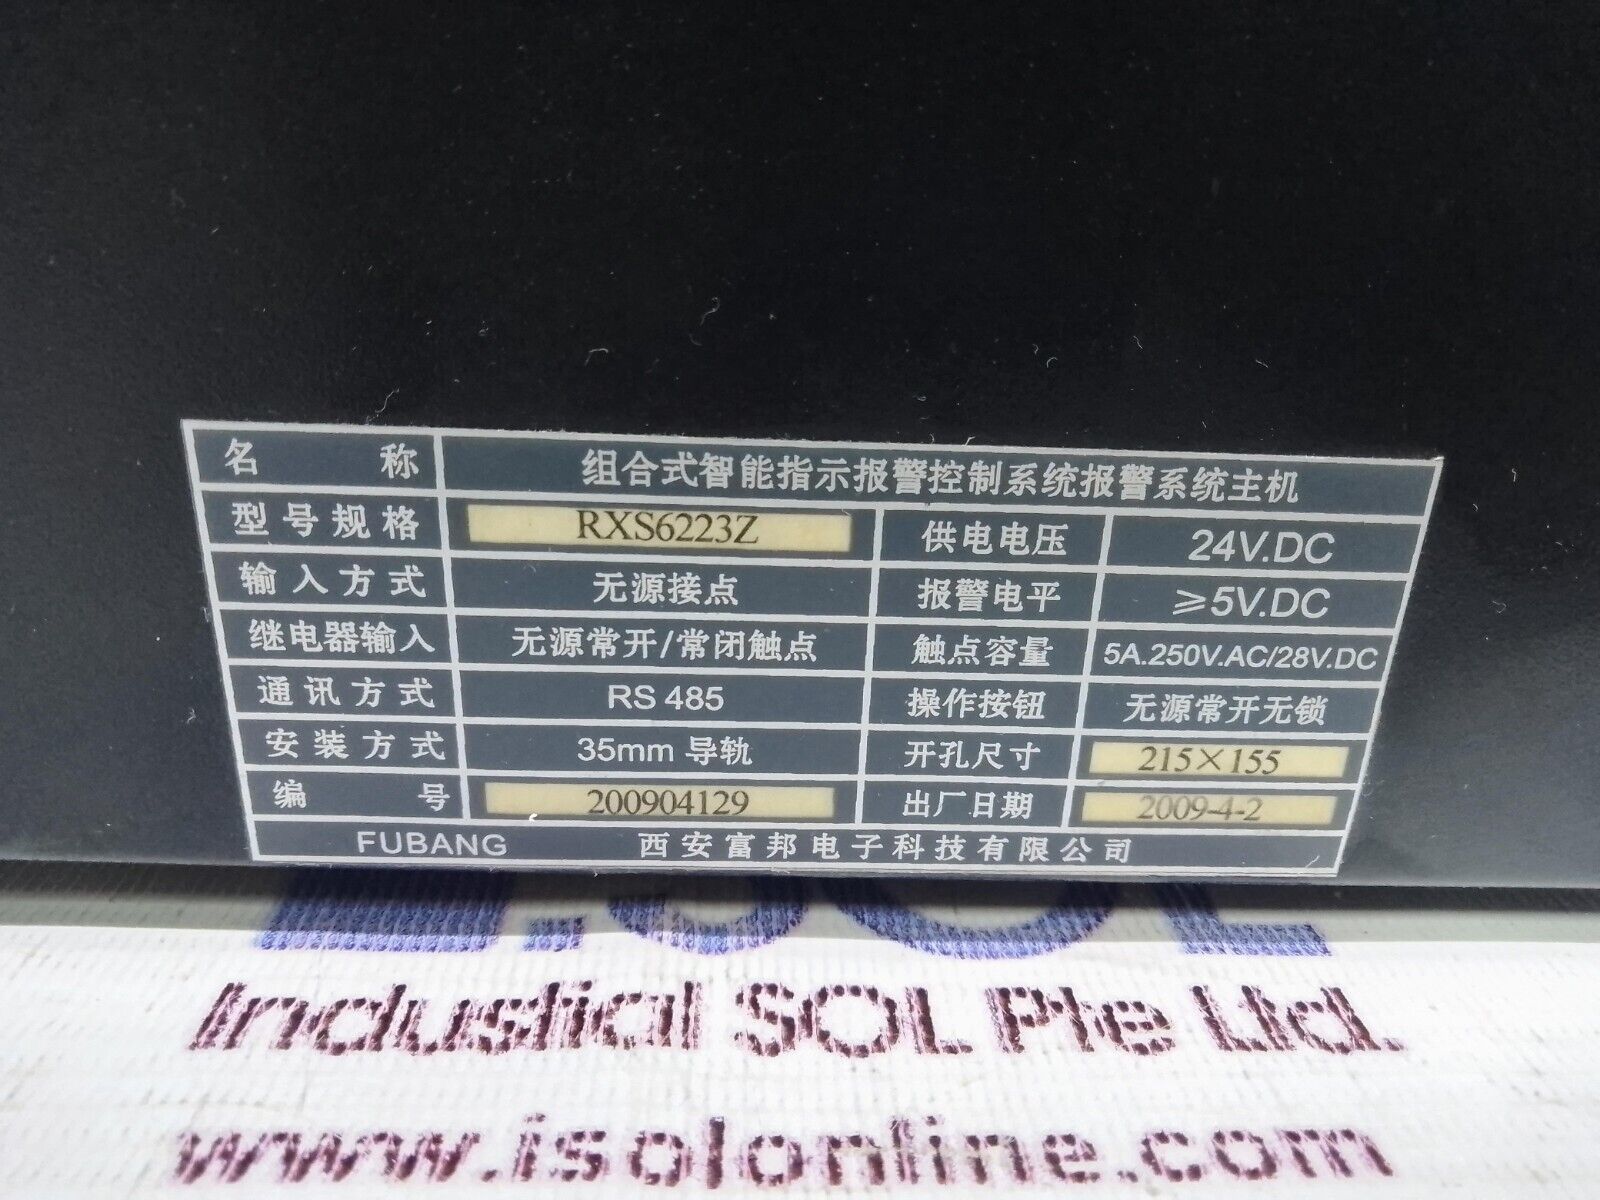 名 称 组合式智能指示报警控制系统报警系统主机
型号规格 RXS6223Z 供电电压 24V.DC
输入方式 无源接点 报警电平 ≥5V.DC
继电器输入 无源常开/常闭触点 触点容量 5A.250V.AC/28V.DC
通讯方式 RS 485 操作按钮 无源常开无锁
安装方式 35mm 导轨 开孔尺寸 215×155
编 号 200904129 出厂日期 2009-4-2
FUBANG 西安富邦电子科技有限公司
Industial SOL Pte Ltd.
www.isolonline.com